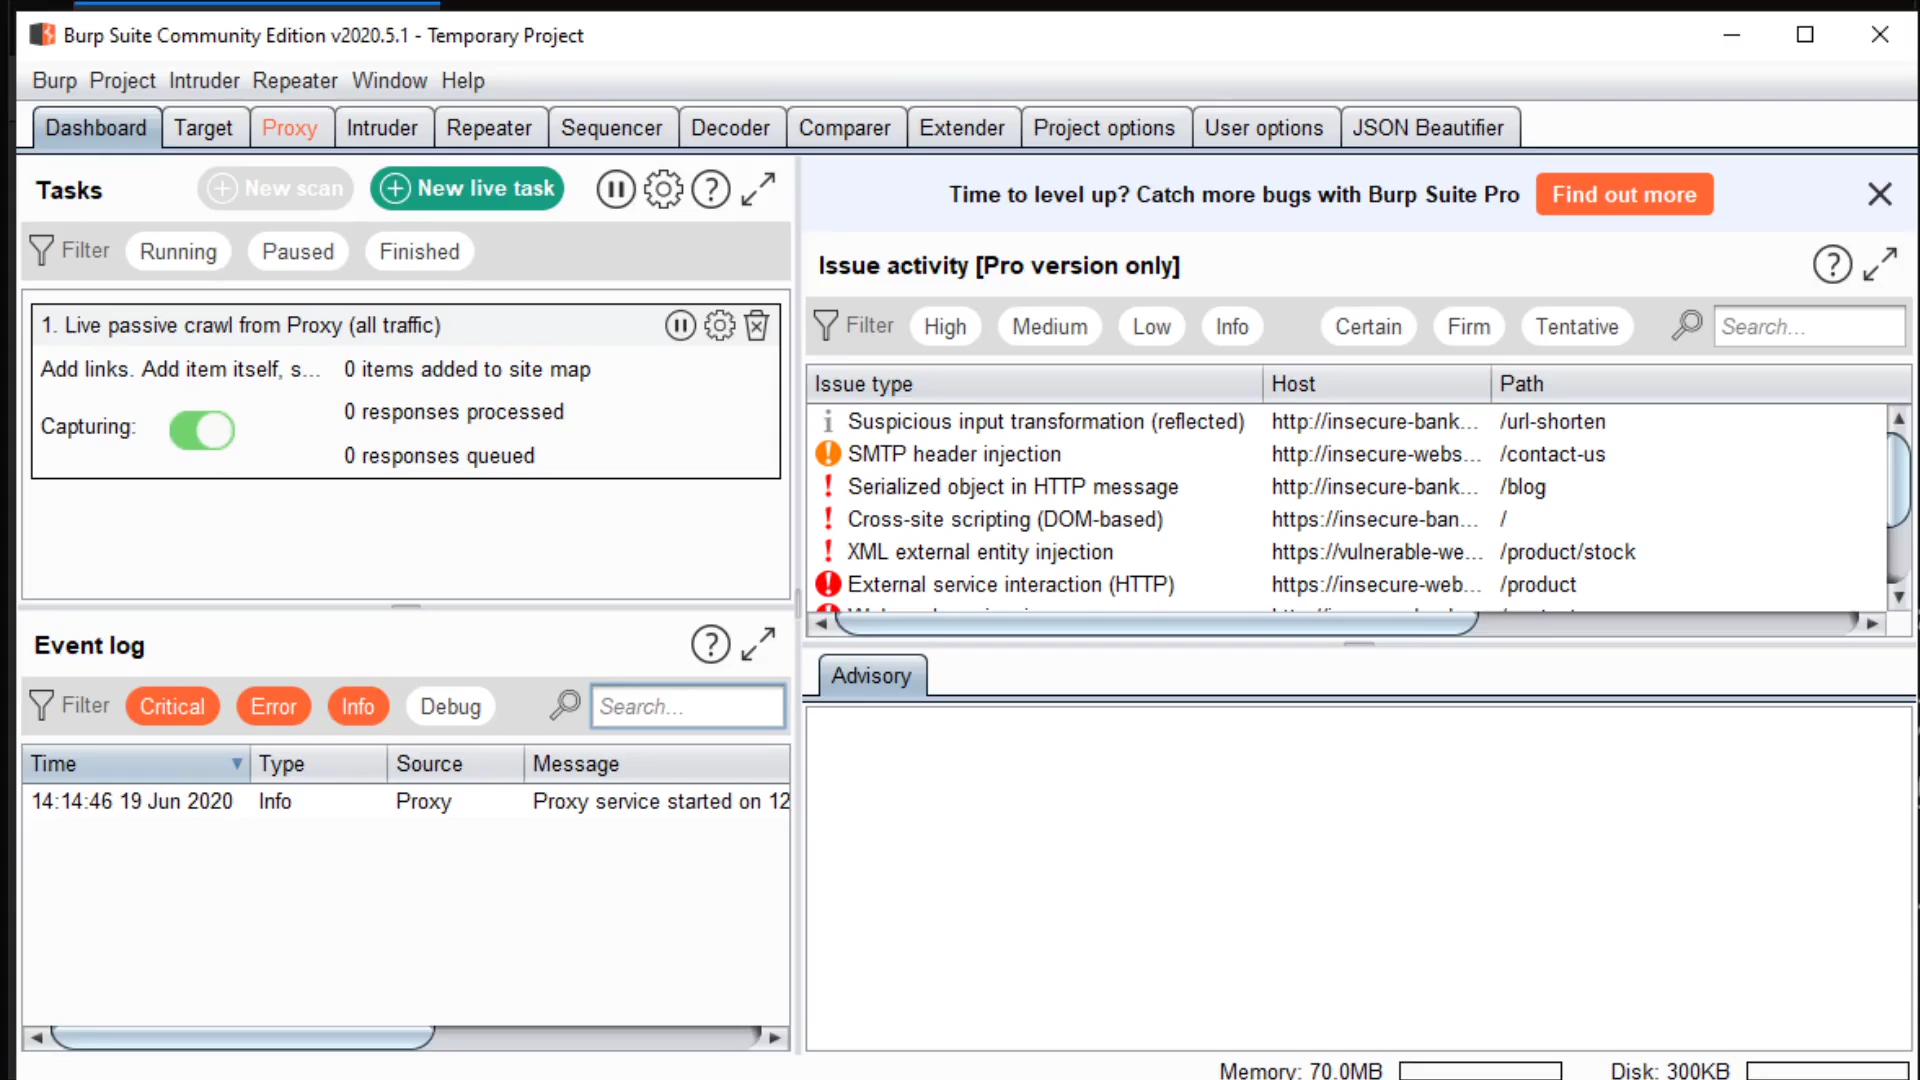 Burp Suite Community Edition v2020.5.1 - Temporary Project
Burp Project Intruder Repeater Window Help
Dashboard Target Proxy Intruder Repeater Sequencer Decoder Comparer Extender Project options User options JSON Beautifier
Tasks New scan New live task
Filter Running Paused Finished
1. Live passive crawl from Proxy (all traffic)
Add links. Add item itself, s... 0 items added to site map
0 responses processed
Capturing:
0 responses queued
Event log
Filter Critical Error Info Debug Search...
Time Type Source Message
14:14:46 19 Jun 2020 Info Proxy Proxy service started on 12
Time to level up? Catch more bugs with Burp Suite Pro Find out more
Issue activity [Pro version only]
Filter High Medium Low Info Certain Firm Tentative Search...
Issue type Host Path
Suspicious input transformation (reflected) http://insecure-bank... /url-shorten
SMTP header injection http://insecure-webs... /contact-us
Serialized object in HTTP message http://insecure-bank... /blog
Cross-site scripting (DOM-based) https://insecure-ban... /
XML external entity injection https://vulnerable-we... /product/stock
External service interaction (HTTP) https://insecure-web... /product
Advisory
Memory: 70.0MB Disk: 300KB